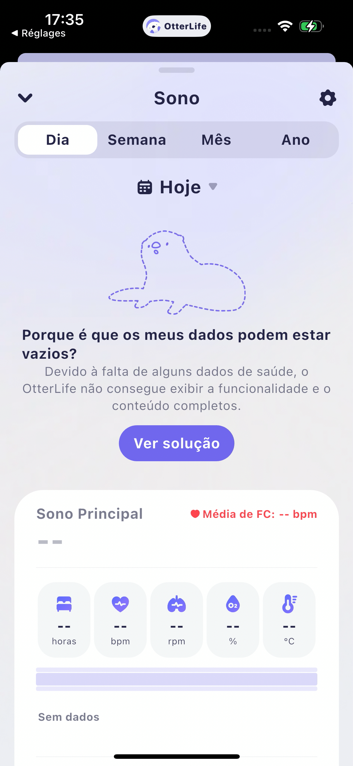 17:35
OtterLife
◀ Réglages
Sono
Dia
Semana
Mês
Ano
Hoje
Porque é que os meus dados podem estar
vazios?
Devido à falta de alguns dados de saúde, o
OtterLife não consegue exibir a funcionalidade e o
conteúdo completos.
Ver solução
Sono Principal
Média de FC: -- bpm
--
-- -- -- -- --
O₂
horas bpm rpm % °C
Sem dados